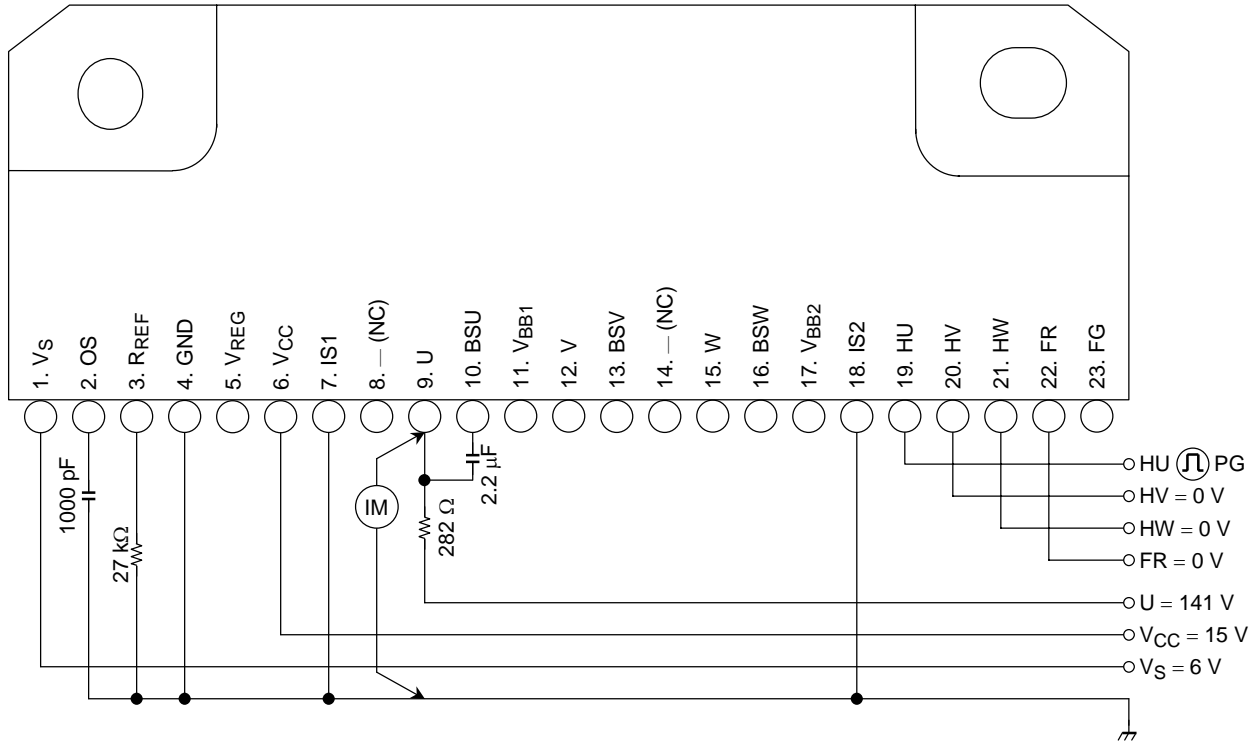 1. VS
2. OS
3. RREF
4. GND
5. VREG
6. VCC
7. IS1
8. — (NC)
9. U
10. BSU
11. VBB1
12. V
13. BSV
14. — (NC)
15. W
16. BSW
17. VBB2
18. IS2
19. HU
20. HV
21. HW
22. FR
23. FG
1000 pF
27 kΩ
IM
282 Ω
2.2 μF
HU PG
HV = 0 V
HW = 0 V
FR = 0 V
U = 141 V
VCC = 15 V
VS = 6 V